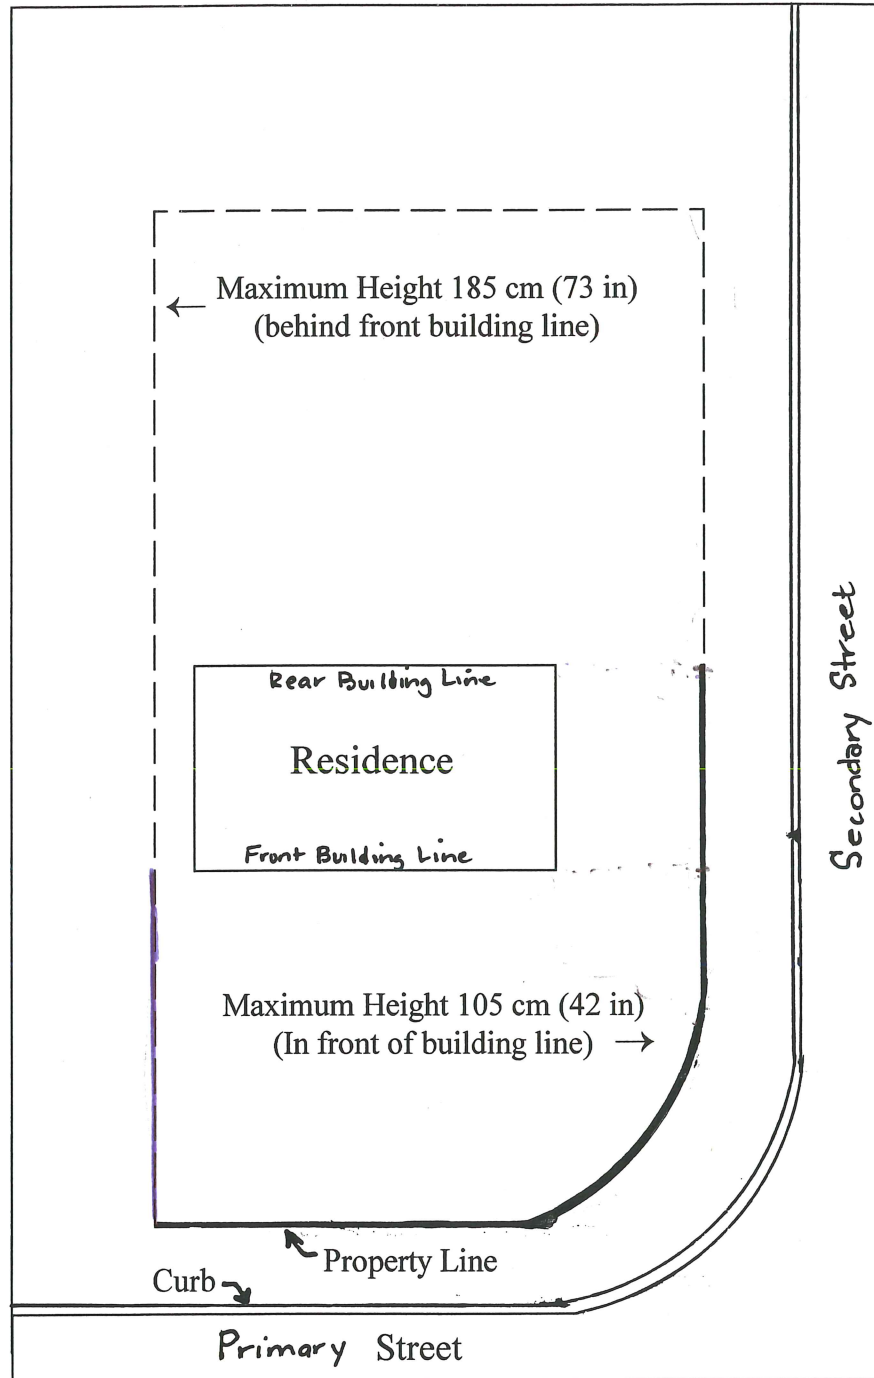 Maximum Height 185 cm (73 in)
(behind front building line)
Rear Building Line
Residence
Front Building Line
Secondary Street
Maximum Height 105 cm (42 in)
(In front of building line)
Property Line
Curb
Primary Street